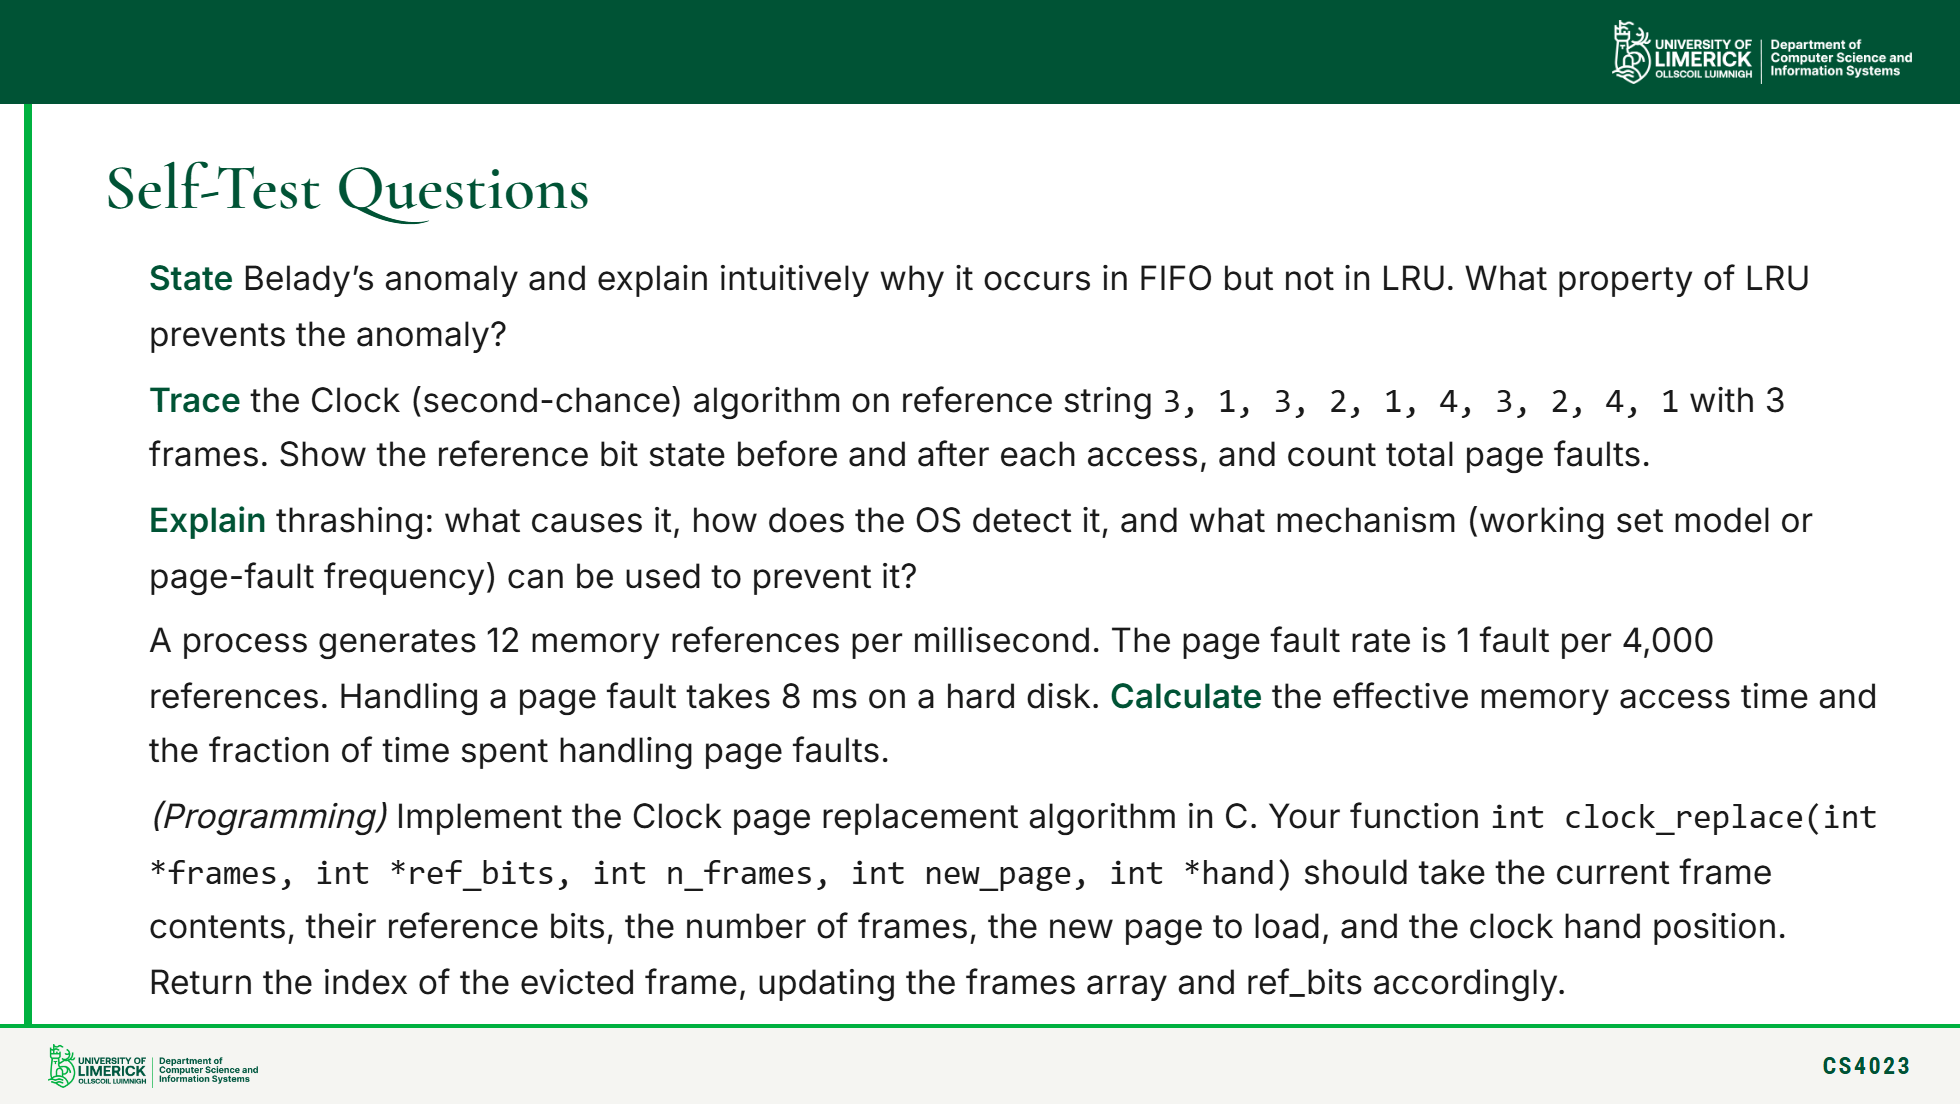 UNIVERSITY OF
LIMERICK
OLLSCOIL LUIMNIGH
Department of
Computer Science and
Information Systems
Self-Test Questions
State Belady’s anomaly and explain intuitively why it occurs in FIFO but not in LRU. What property of LRU
prevents the anomaly?
Trace the Clock (second-chance) algorithm on reference string 3, 1, 3, 2, 1, 4, 3, 2, 4, 1 with 3
frames. Show the reference bit state before and after each access, and count total page faults.
Explain thrashing: what causes it, how does the OS detect it, and what mechanism (working set model or
page-fault frequency) can be used to prevent it?
A process generates 12 memory references per millisecond. The page fault rate is 1 fault per 4,000
references. Handling a page fault takes 8 ms on a hard disk. Calculate the effective memory access time and
the fraction of time spent handling page faults.
(Programming) Implement the Clock page replacement algorithm in C. Your function int clock_replace(int
*frames, int *ref_bits, int n_frames, int new_page, int *hand) should take the current frame
contents, their reference bits, the number of frames, the new page to load, and the clock hand position.
Return the index of the evicted frame, updating the frames array and ref_bits accordingly.
UNIVERSITY OF
LIMERICK
OLLSCOIL LUIMNIGH
Department of
Computer Science and
Information Systems
CS4023